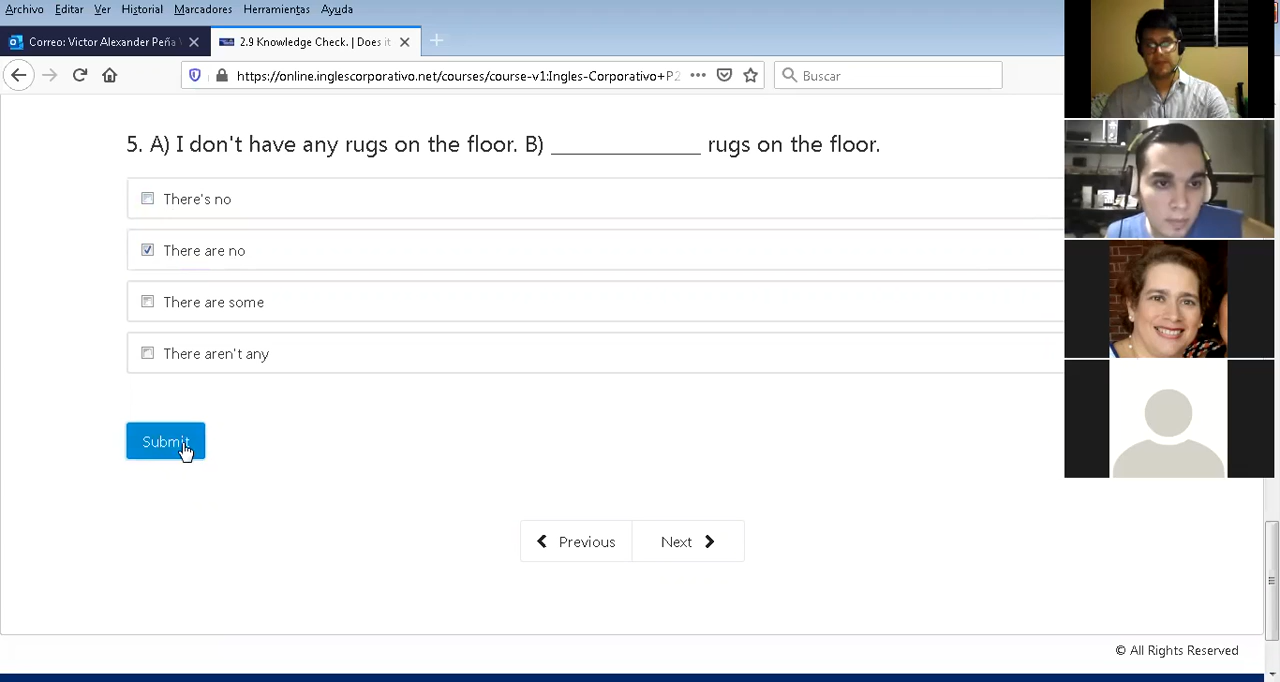 Archivo Editar Ver Historial Marcadores Herramientas Ayuda
Correo: Victor Alexander Peña
2.9 Knowledge Check. | Does it
https://online.inglescorporativo.net/courses/course-v1:Ingles-Corporativo+P2
Buscar
5. A) I don't have any rugs on the floor. B) _____________ rugs on the floor.
There's no
There are no
There are some
There aren't any
Submit
Previous
Next
© All Rights Reserved